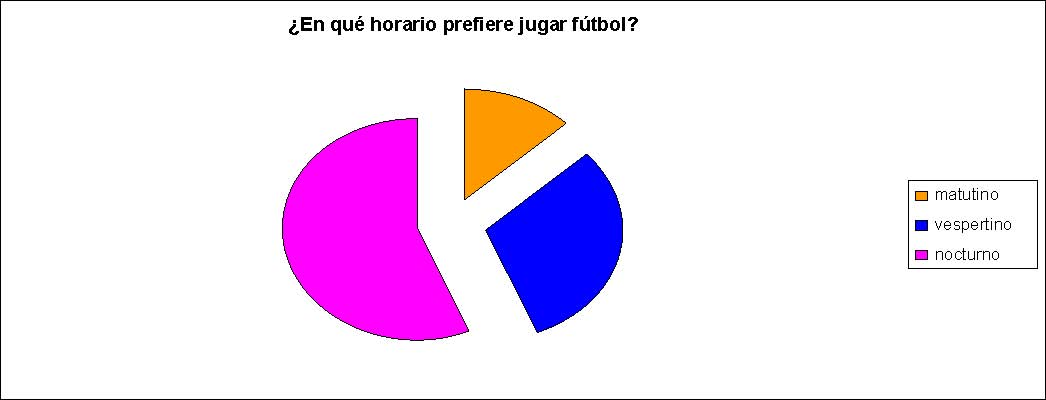 ¿En qué horario prefiere jugar fútbol?
matutino
vespertino
nocturno